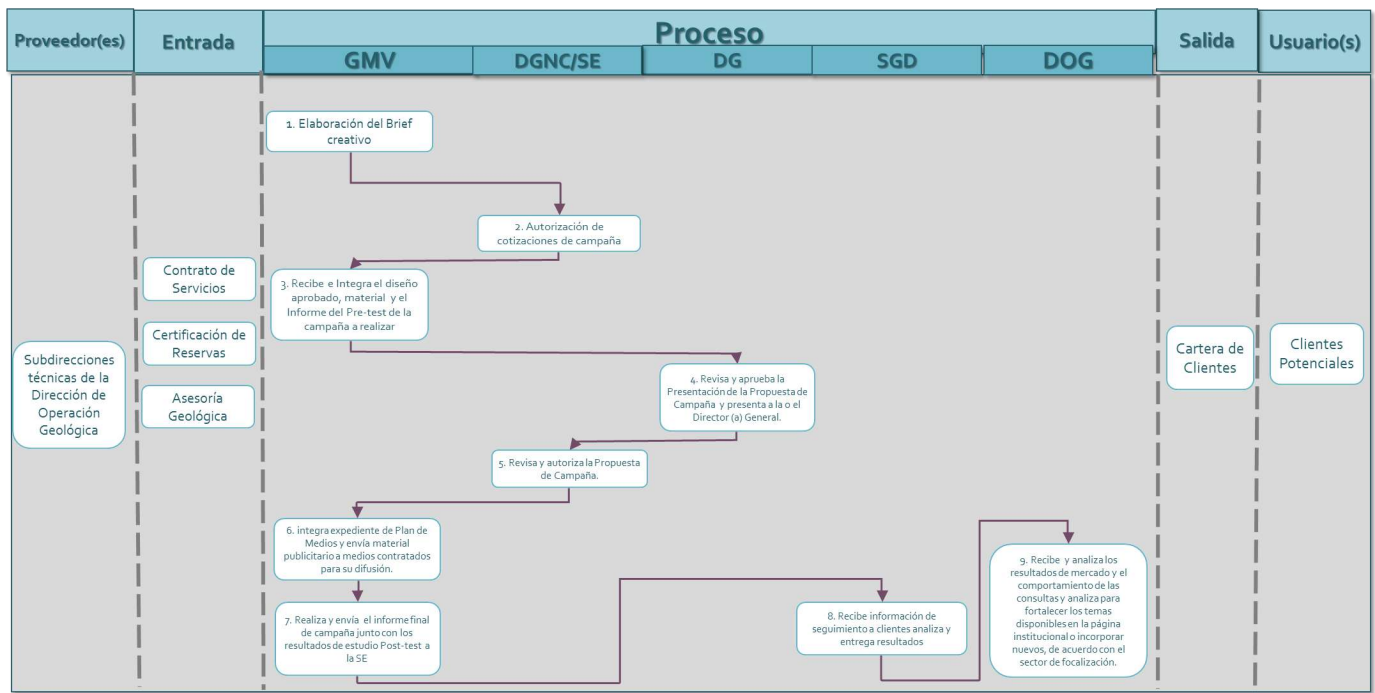 Proveedor(es)
Entrada
Proceso
Salida
Usuario(s)
GMV
DGNC/SE
DG
SGD
DOG
1. Elaboración del Brief
creativo
2. Autorización de
cotizaciones de campaña
Contrato de
Servicios
3. Recibe e Integra el diseño
aprobado, material y el
Informe del Pre-test de la
campaña a realizar
Certificación de
Reservas
Asesoría
Geológica
Subdirecciones
técnicas de la
Dirección de
Operación
Geológica
4. Revisa y aprueba la
Presentación de la Propuesta de
Campaña y presenta a la o el
Director (a) General.
Cartera de
Clientes
Clientes
Potenciales
5. Revisa y autoriza la Propuesta
de Campaña.
6. integra expediente de Plan de
Medios y envía material
publicitario a medios contratados
para su difusión.
7. Realiza y envía el informe final
de campaña junto con los
resultados de estudio Post-test a
la SE
8. Recibe información de
seguimiento a clientes analiza y
entrega resultados
9. Recibe y analiza los
resultados de mercado y el
comportamiento de las
consultas y analiza para
fortalecer los temas
disponibles en la página
institucional o incorporar
nuevos, de acuerdo con el
sector de focalización.